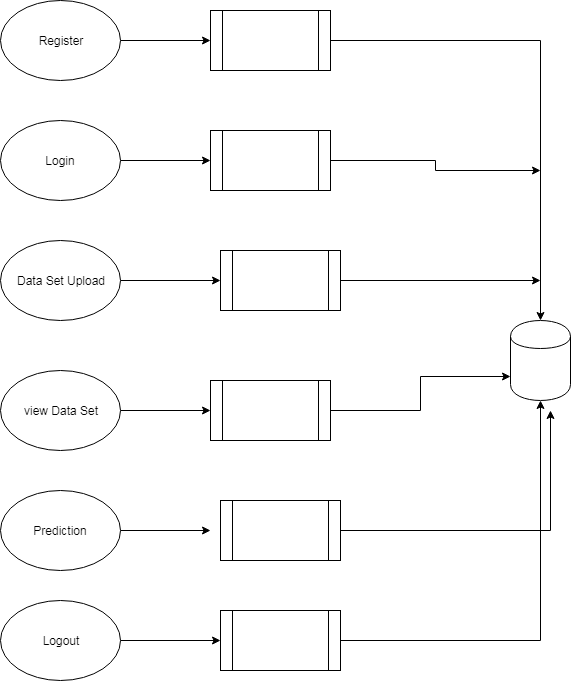 Register
Login
Data Set Upload
view Data Set
Prediction
Logout